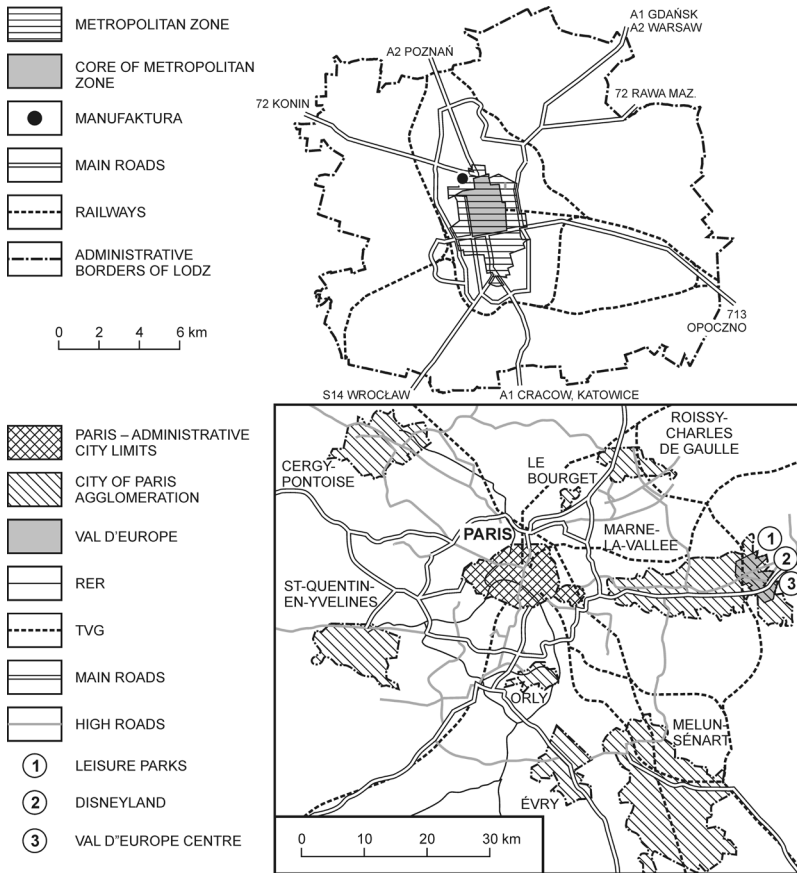 METROPOLITAN ZONE
CORE OF METROPOLITAN
ZONE
MANUFAKTURA
MAIN ROADS
RAILWAYS
ADMINISTRATIVE
BORDERS OF LODZ
0 2 4 6 km
A1 GDAŃSK
A2 WARSAW
A2 POZNAŃ
72 RAWA MAZ.
72 KONIN
713
OPOCZNO
S14 WROCŁAW
A1 CRACOW, KATOWICE
PARIS – ADMINISTRATIVE
CITY LIMITS
CITY OF PARIS
AGGLOMERATION
VAL D'EUROPE
RER
TVG
MAIN ROADS
HIGH ROADS
1 LEISURE PARKS
2 DISNEYLAND
3 VAL D"EUROPE CENTRE
ROISSY-
CHARLES
DE GAULLE
CERGY-
PONTOISE
LE
BOURGET
PARIS
MARNE-
LA-VALLEE
1
2
3
ST-QUENTIN-
EN-YVELINES
ORLY
MELUN-
SÉNART
ÉVRY
0 10 20 30 km